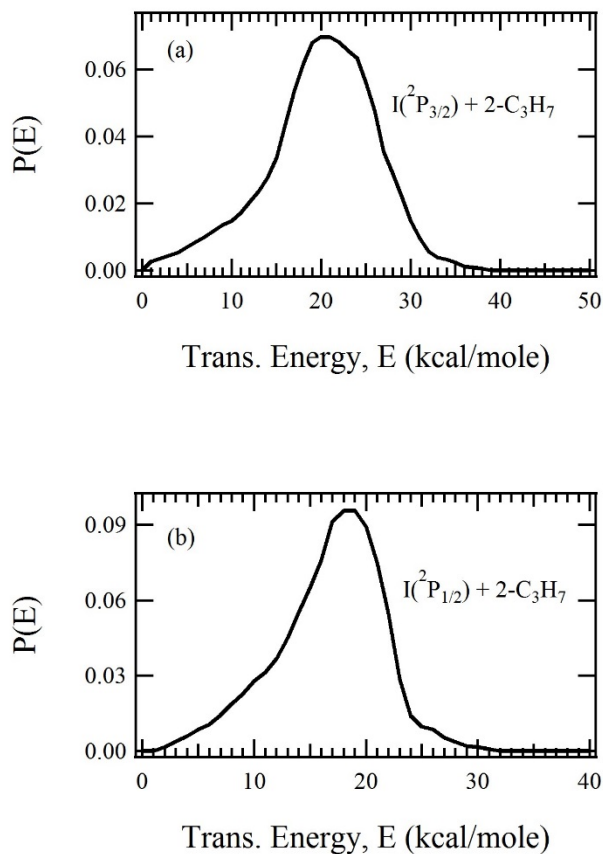 (a)
I(²P₃/₂) + 2-C₃H₇
P(E)
0.06
0.04
0.02
0.00
0 10 20 30 40 50
Trans. Energy, E (kcal/mole)
(b)
I(²P₁/₂) + 2-C₃H₇
P(E)
0.09
0.06
0.03
0.00
0 10 20 30 40
Trans. Energy, E (kcal/mole)